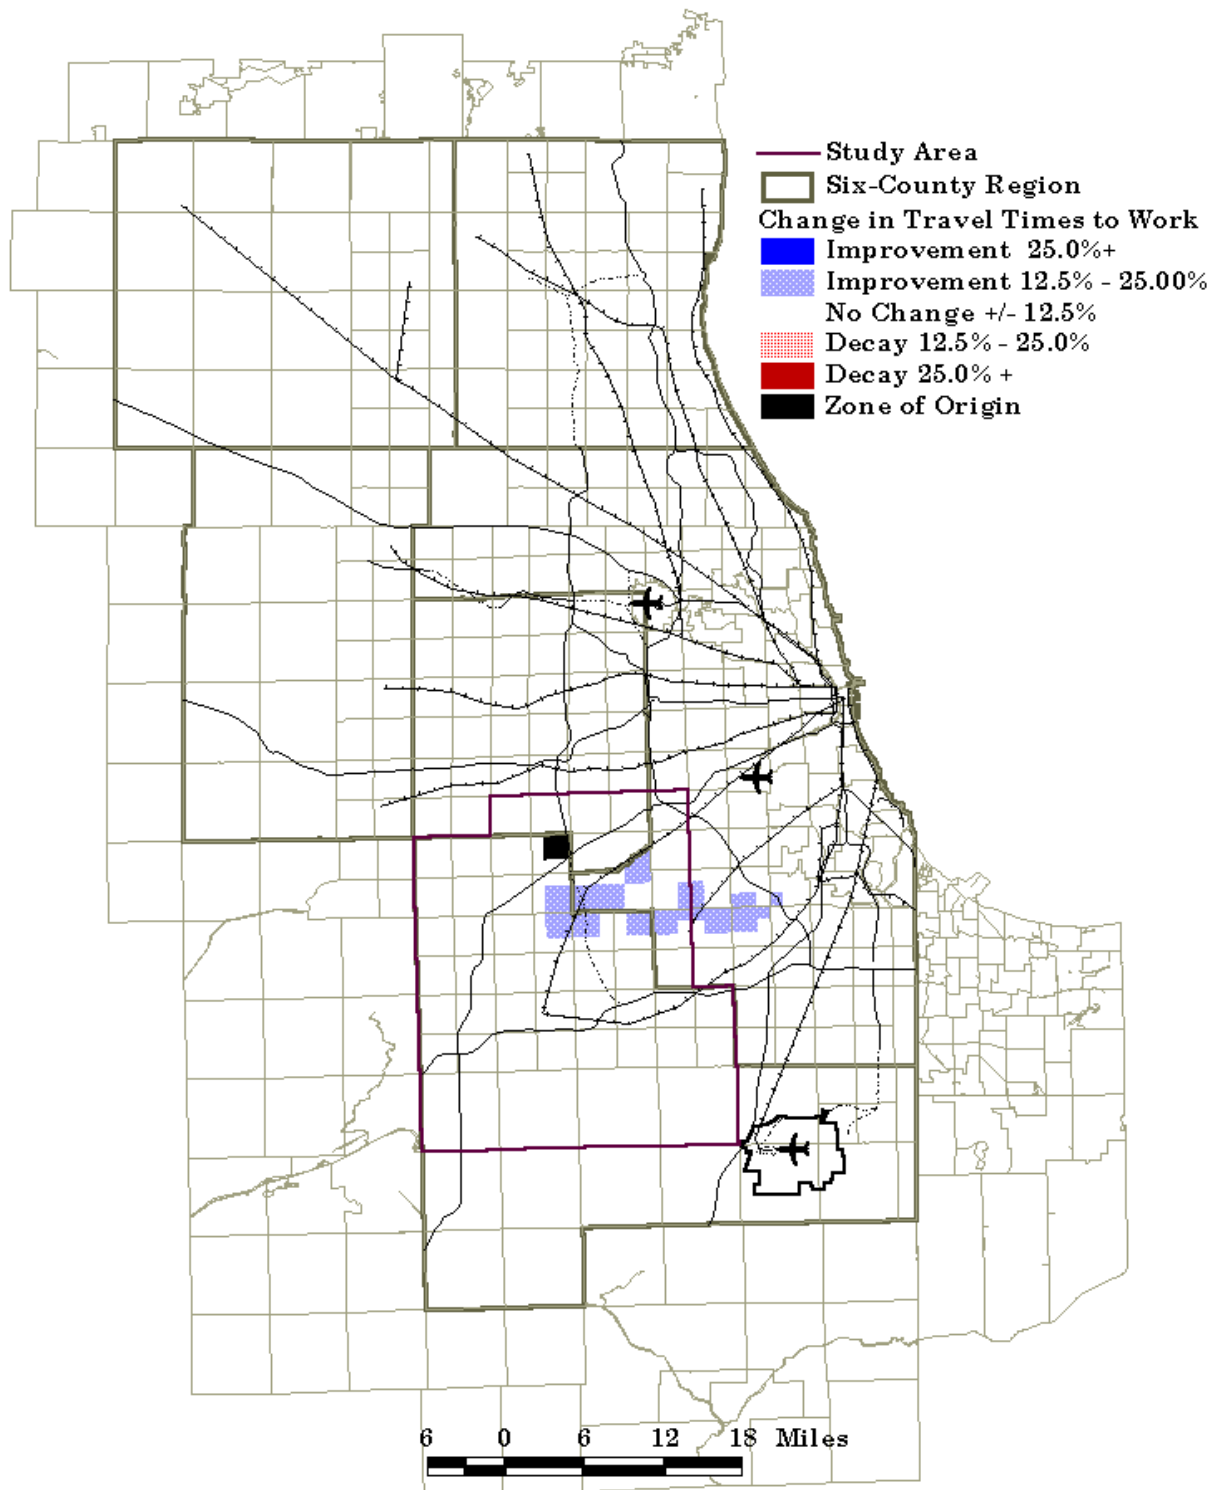 Study Area
Six-County Region
Change in Travel Times to Work
Improvement 25.0%+
Improvement 12.5% - 25.00%
No Change +/- 12.5%
Decay 12.5% - 25.0%
Decay 25.0% +
Zone of Origin
6 0 6 12 18 Miles